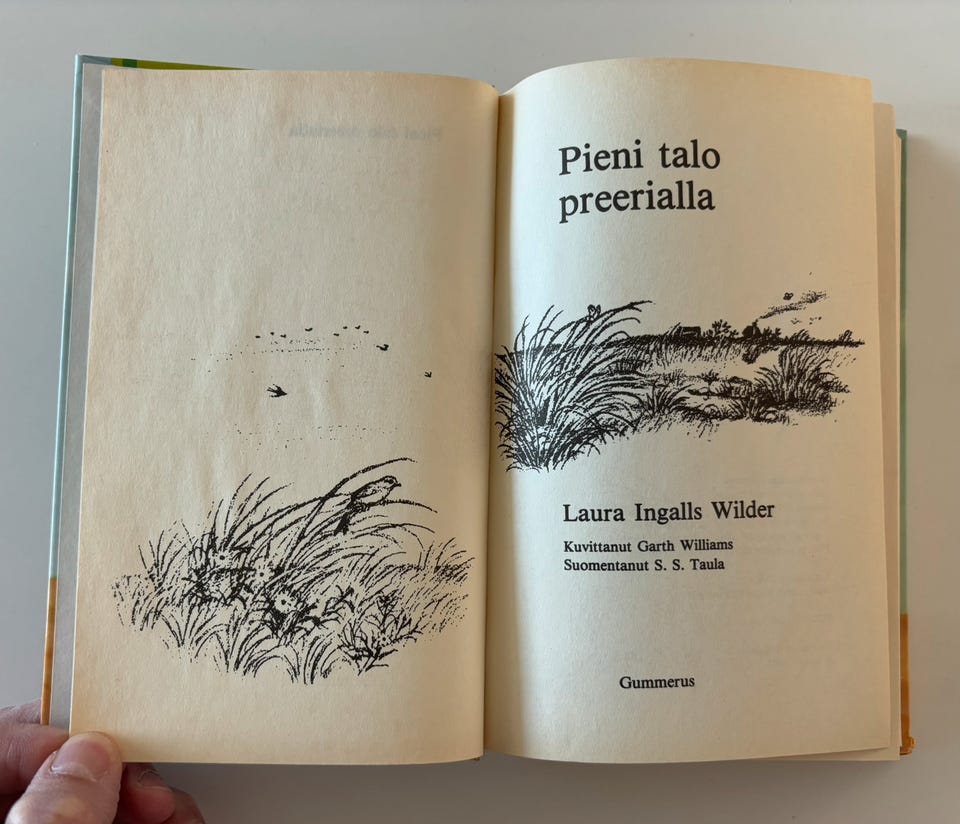 Pieni talo
preerialla
Laura Ingalls Wilder
Kuvittanut Garth Williams
Suomentanut S. S. Taula
Gummerus